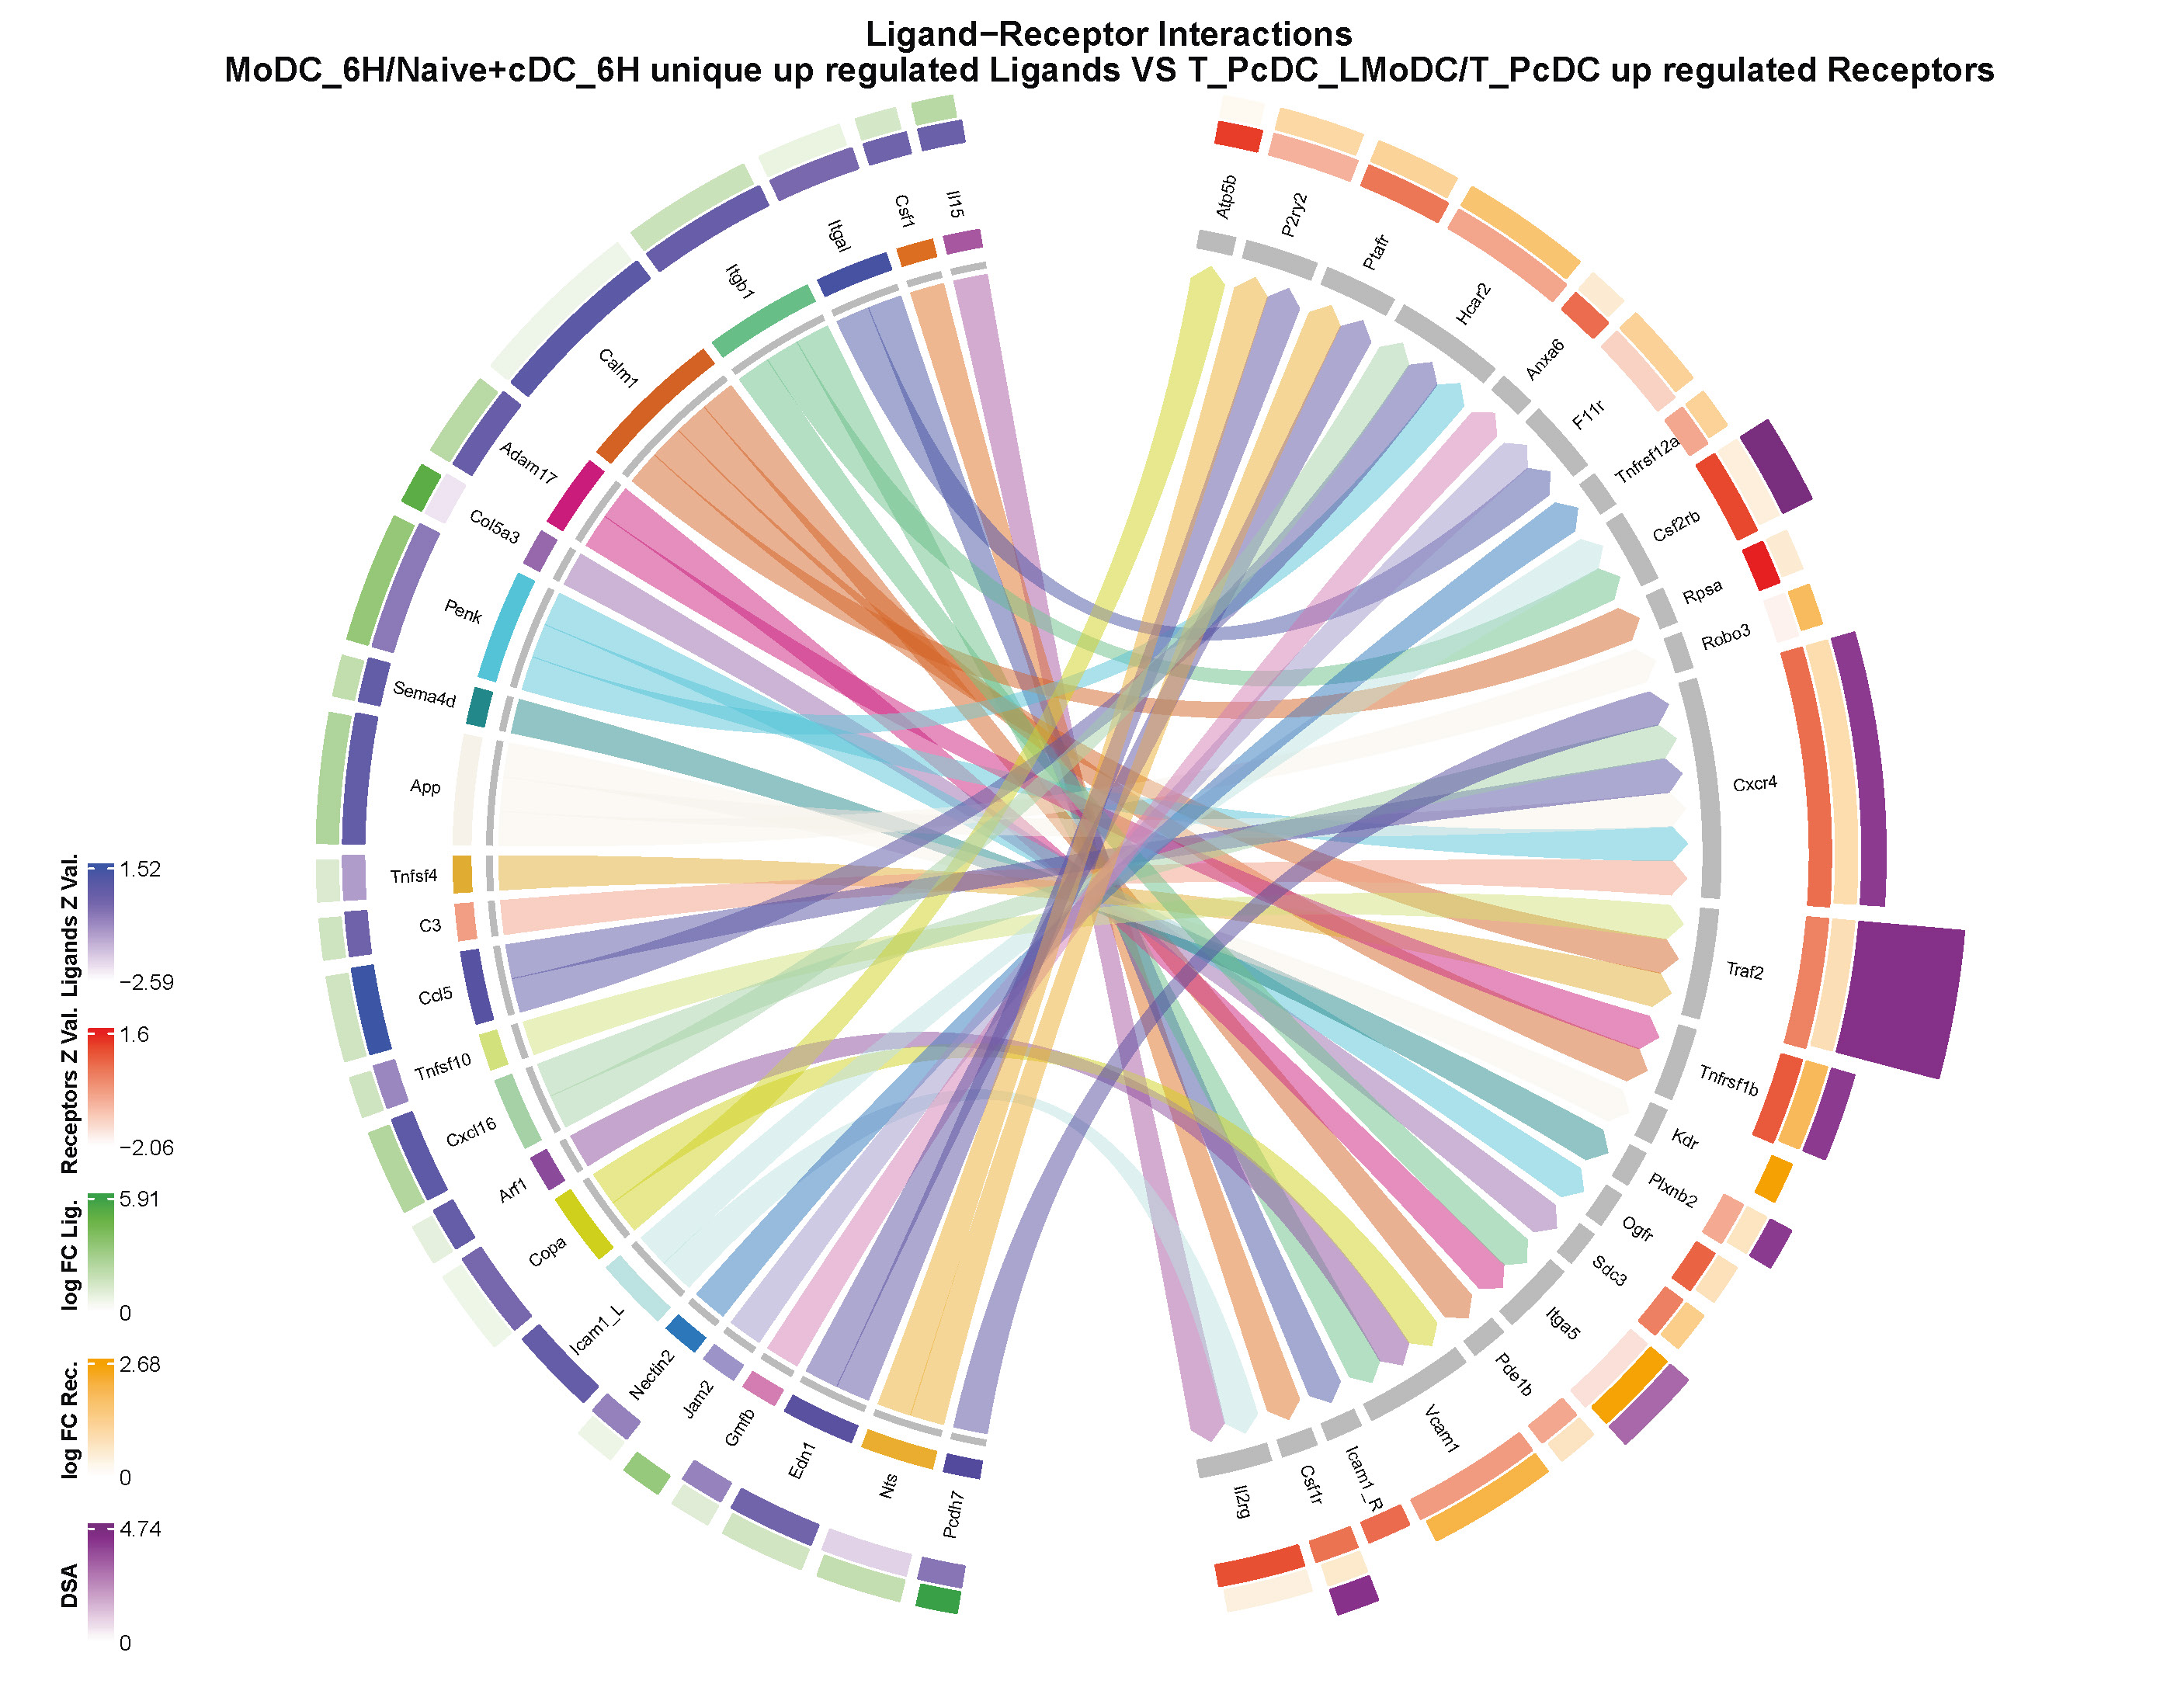 Ligand−Receptor Interactions
MoDC_6H/Naive+cDC_6H unique up regulated Ligands VS T_PcDC_LMoDC/T_PcDC up regulated Receptors
Il15
Csf1
Itgal
Itgb1
Calm1
Adam17
Col5a3
Penk
Sema4d
App
Tnfsf4
C3
Ccl5
Tnfsf10
Cxcl16
Arf1
Copa
Icam1_L
Nectin2
Jam2
Gmfb
Edn1
Nts
Pcdh7
Atp5b
P2ry2
Ptafr
Hcar2
Anxa6
F11r
Tnfrsf12a
Csf2rb
Rpsa
Robo3
Cxcr4
Traf2
Tnfrsf1b
Kdr
Plxnb2
Ogfr
Sdc3
Itga5
Pde1b
Vcam1
Icam1_R
Csf1r
Il2rg
Ligands Z Val.
1.52
−2.59
Receptors Z Val.
1.6
−2.06
log FC Lig.
5.91
0
log FC Rec.
2.68
0
DSA
4.74
0